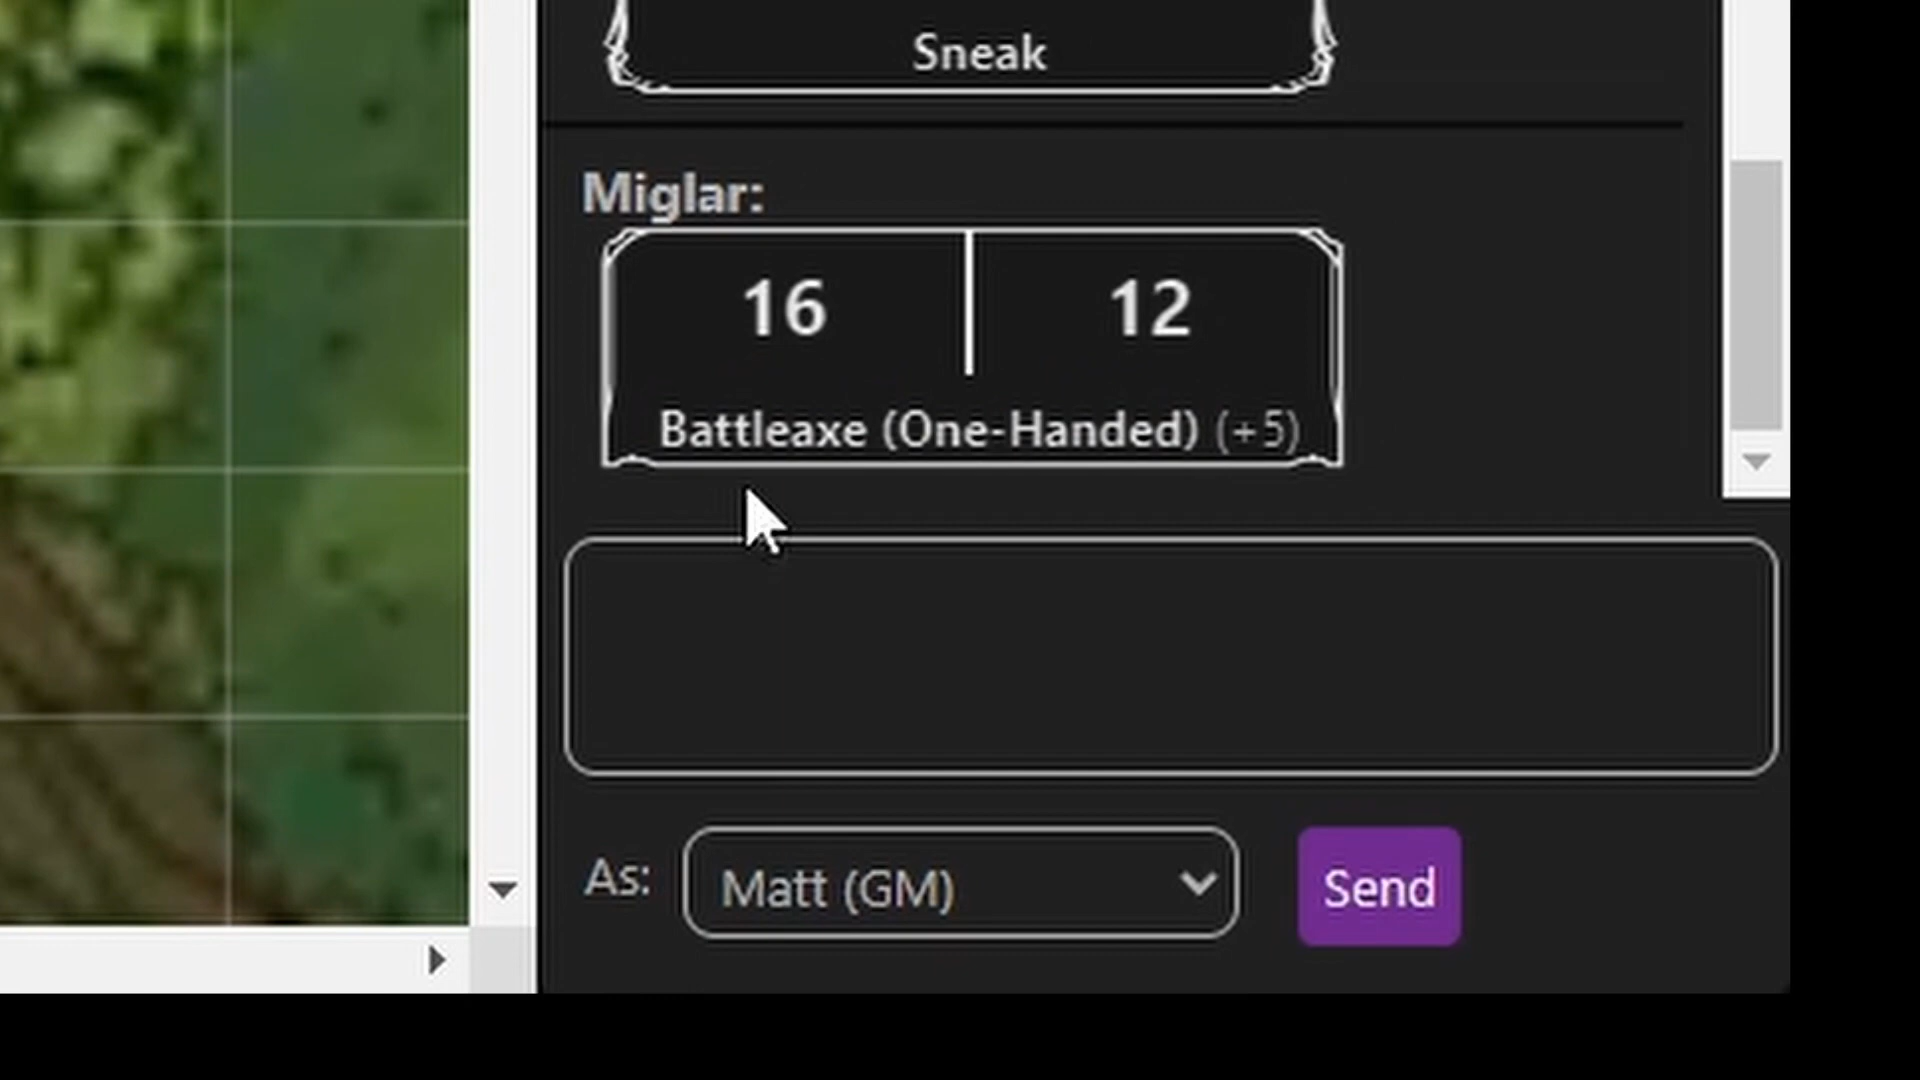 Sneak
Miglar:
16 12
Battleaxe (One-Handed) (+5)
As: Matt (GM) Send